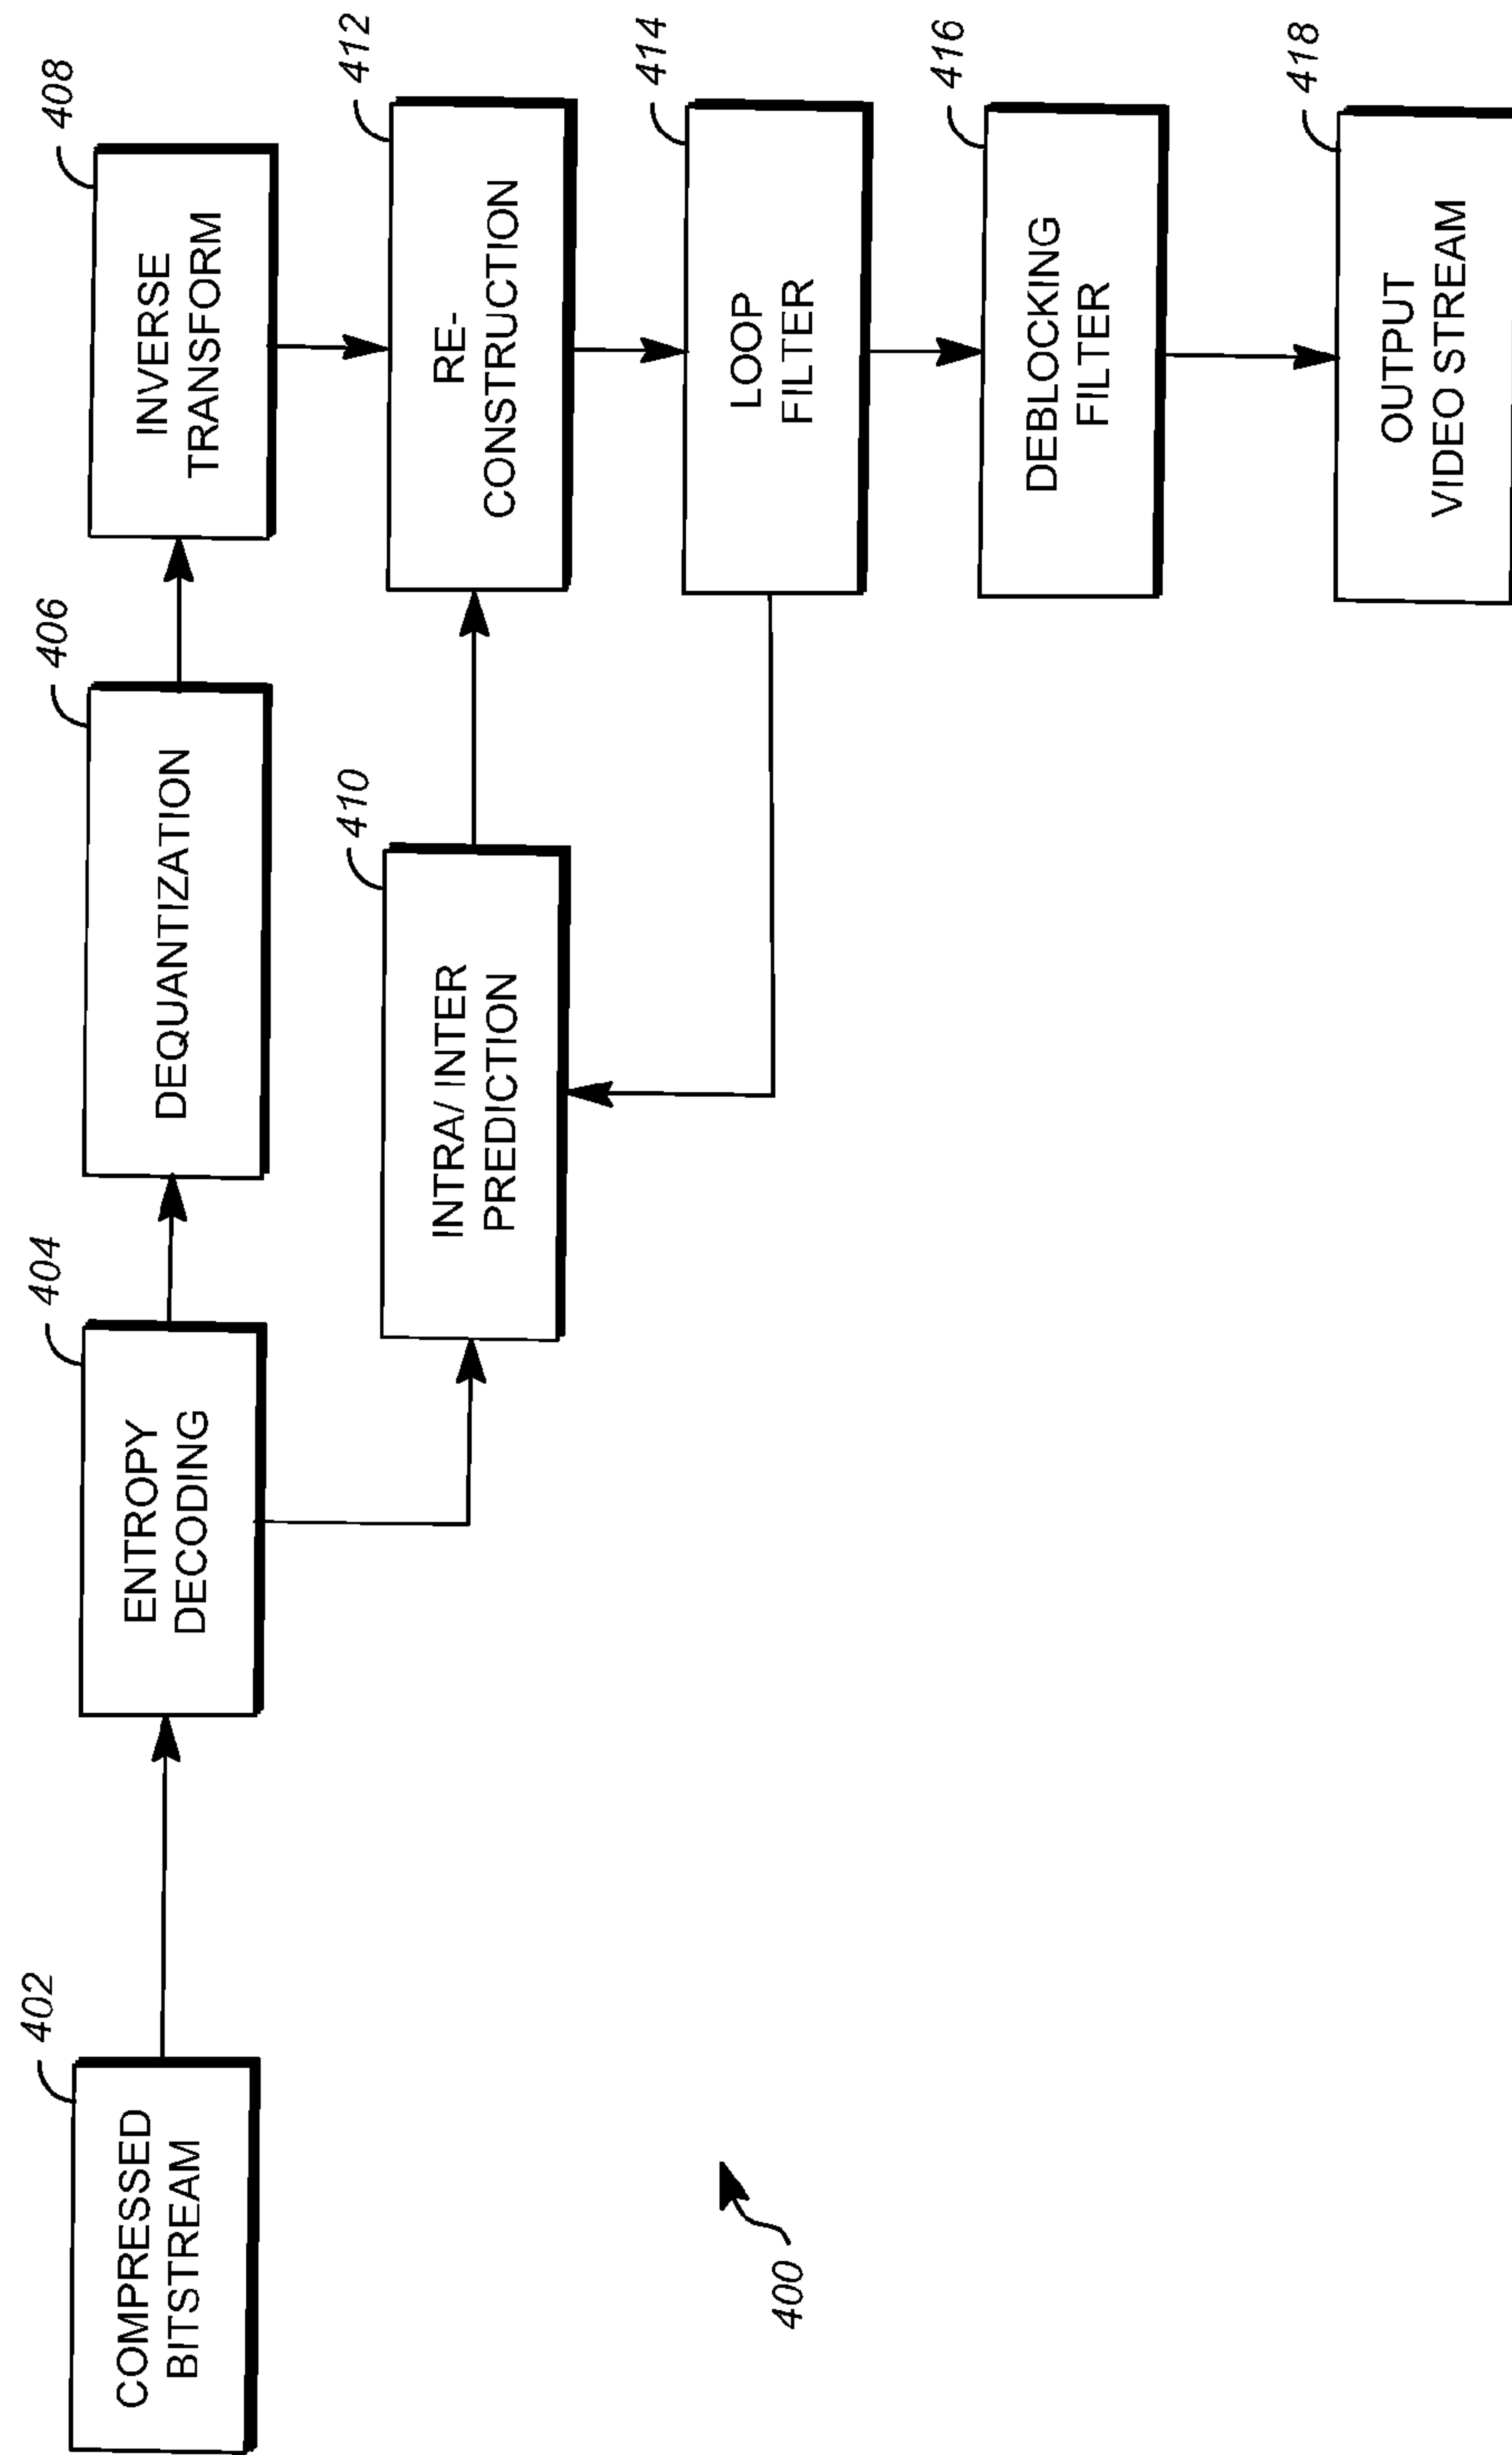 402
COMPRESSED
BITSTREAM
404
ENTROPY
DECODING
406
DEQUANTIZATION
408
INVERSE
TRANSFORM
410
INTRA/ INTER
PREDICTION
412
RE-
CONSTRUCTION
414
LOOP
FILTER
416
DEBLOCKING
FILTER
418
OUTPUT
VIDEO STREAM
400